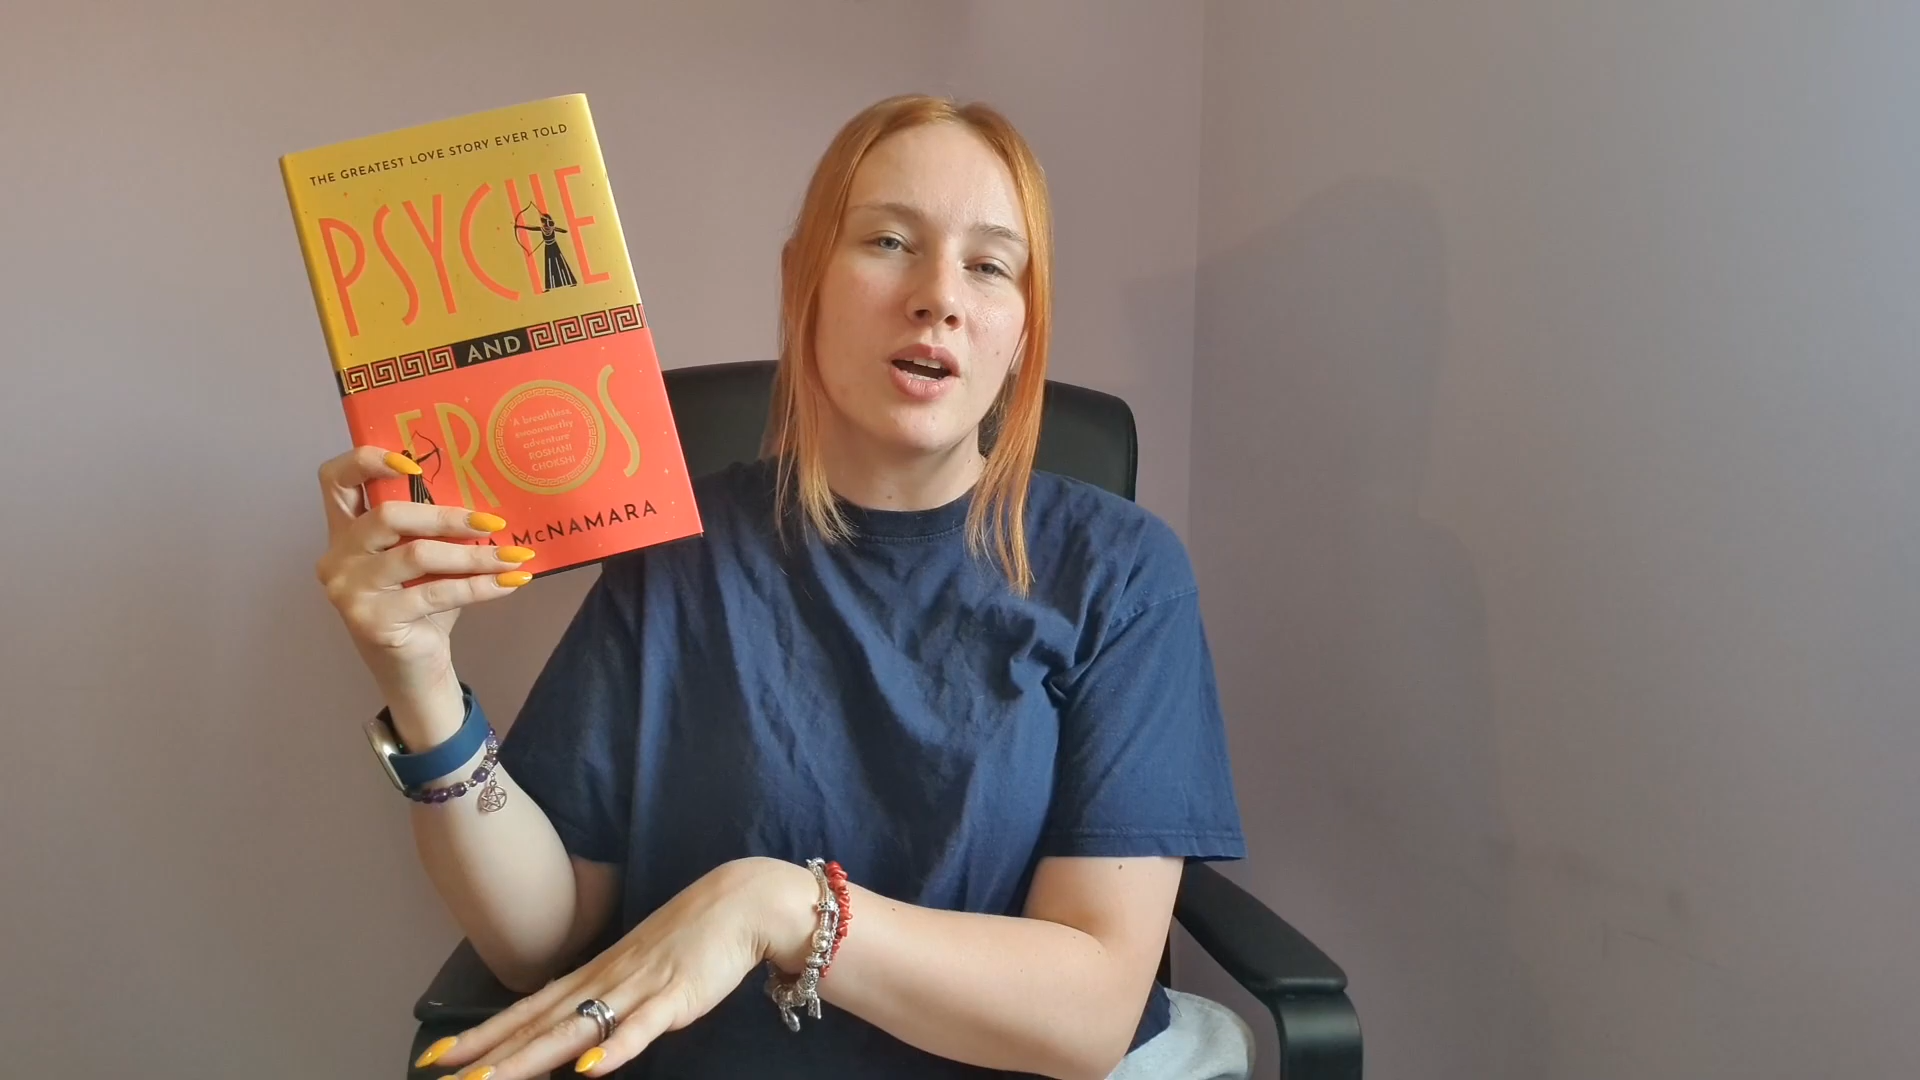 THE GREATEST LOVE STORY EVER TOLD
PSYCHE
AND
EROS
'A breathless,
swoonworthy
adventure
ROSHANI
CHOKSHI
McNAMARA